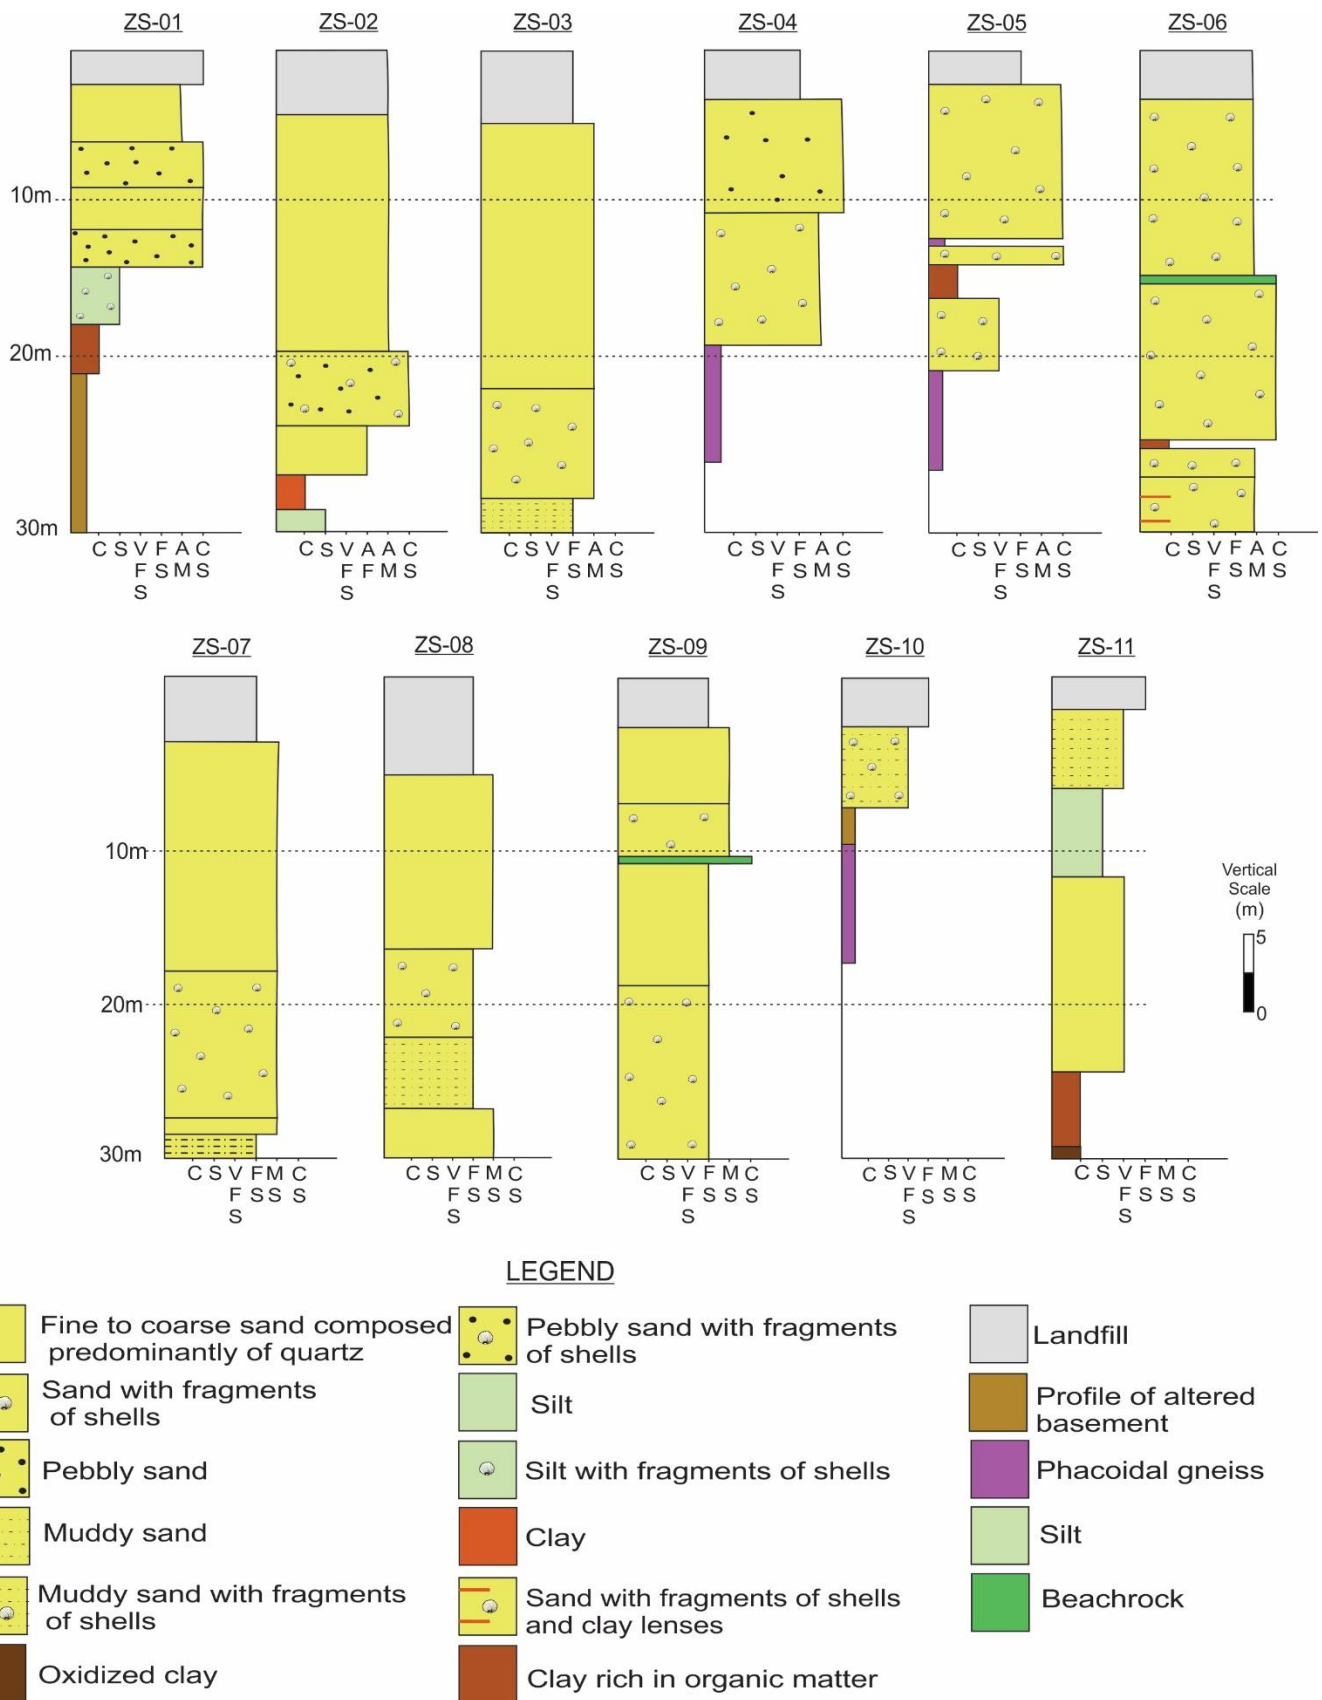 ZS-01 ZS-02 ZS-03 ZS-04 ZS-05 ZS-06
10m
20m
30m
C S V F A C C S V A A C C S V F A C C S V F A C C S V F A C C S V F A C
F S M S F F M S F S M S F S M S F S M S F S M S
S S S S S S
ZS-07 ZS-08 ZS-09 ZS-10 ZS-11
10m
Vertical
Scale
(m)
5
0
20m
30m
C S V F M C C S V F M C C S V F M C C S V F M C C S V F M C
F S S S F S S S F S S S F S S S F S S S
S S S S S
LEGEND
Fine to coarse sand composed
predominantly of quartz
Sand with fragments
of shells
Pebbly sand
Muddy sand
Muddy sand with fragments
of shells
Oxidized clay
Pebbly sand with fragments
of shells
Silt
Silt with fragments of shells
Clay
Sand with fragments of shells
and clay lenses
Clay rich in organic matter
Landfill
Profile of altered
basement
Phacoidal gneiss
Silt
Beachrock